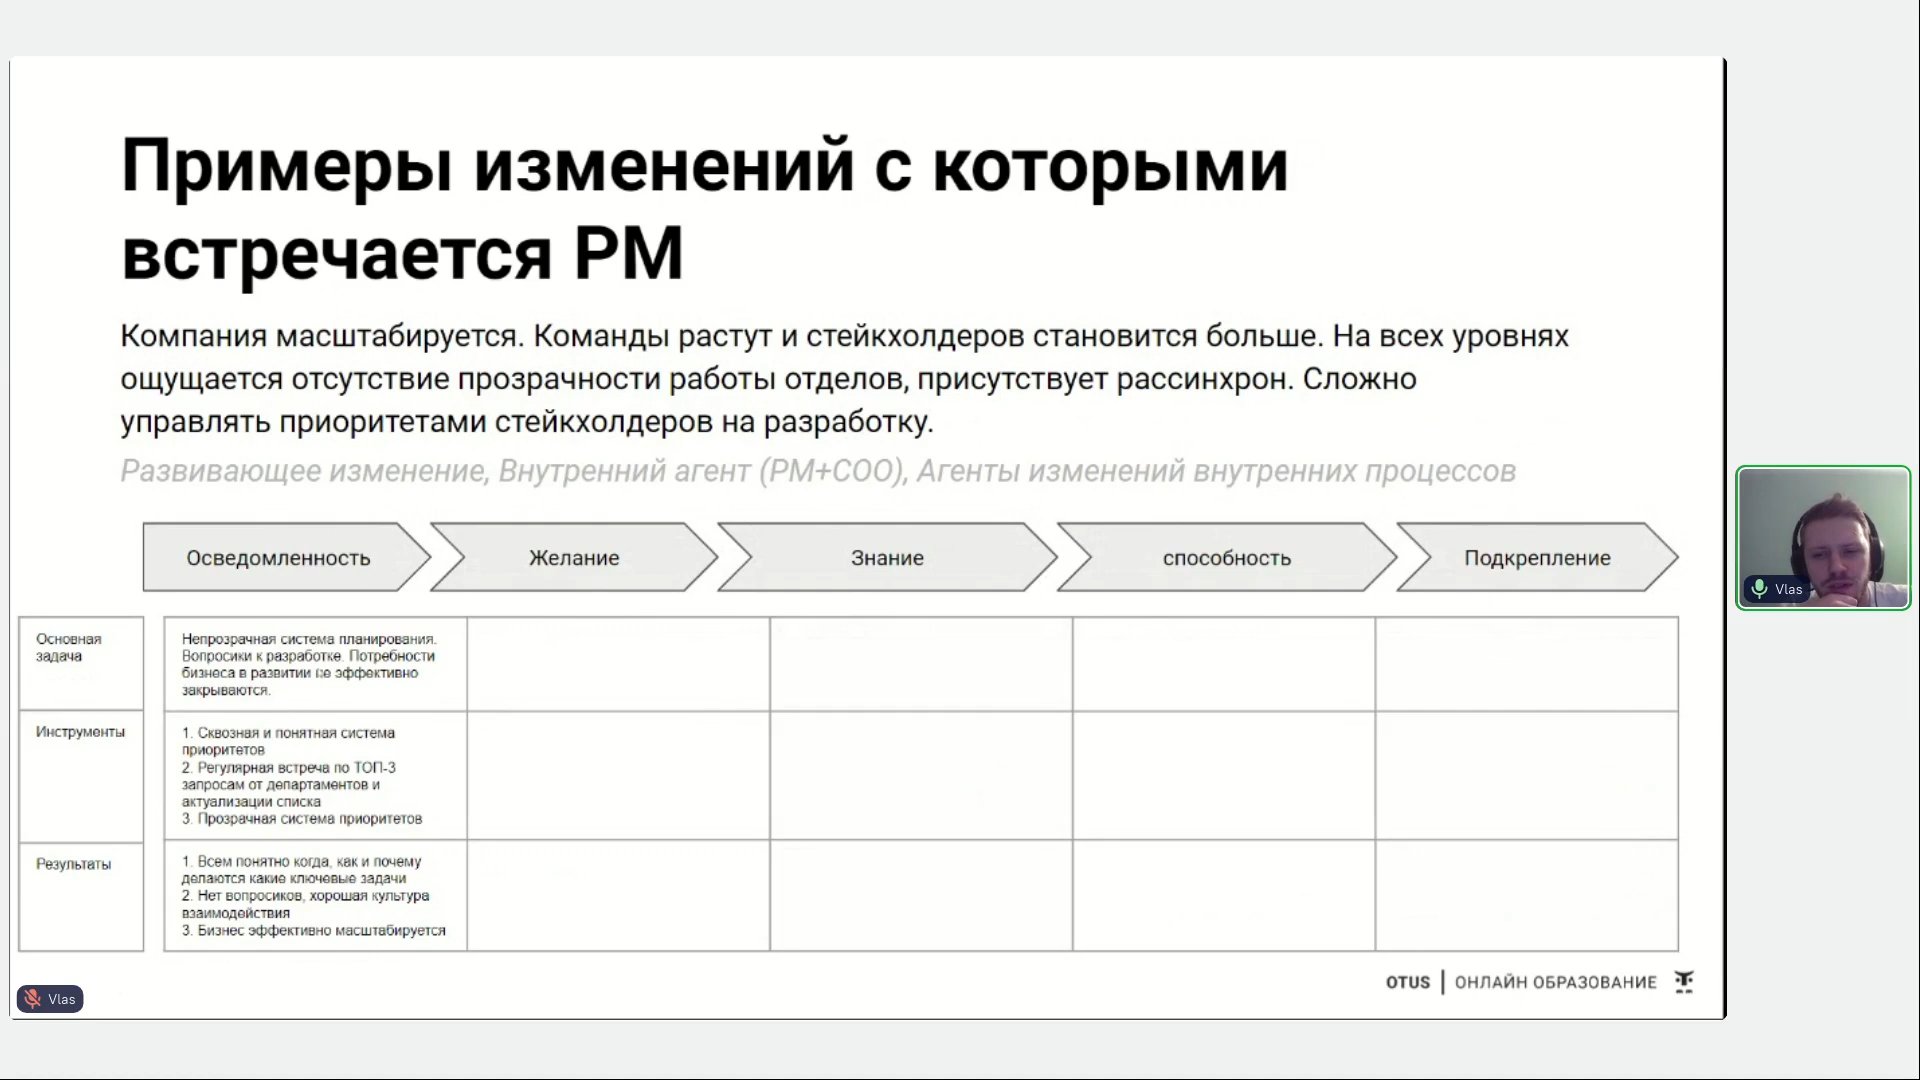 Примеры изменений с которыми
встречается PM
Компания масштабируется. Команды растут и стейкхолдеров становится больше. На всех уровнях
ощущается отсутствие прозрачности работы отделов, присутствует рассинхрон. Сложно
управлять приоритетами стейкхолдеров на разработку.
Развивающее изменение, Внутренний агент (PM+COO), Агенты изменений внутренних процессов
Осведомленность
Желание
Знание
способность
Подкрепление
Основная
задача
Непрозрачная система планирования.
Вопросики к разработке. Потребности
бизнеса в развитии не эффективно
закрываются.
Инструменты
1. Сквозная и понятная система
приоритетов
2. Регулярная встреча по ТОП-3
запросам от департаментов и
актуализации списка
3. Прозрачная система приоритетов
Результаты
1. Всем понятно когда, как и почему
делаются какие ключевые задачи
2. Нет вопросиков, хорошая культура
взаимодействия
3. Бизнес эффективно масштабируется
OTUS | ОНЛАЙН ОБРАЗОВАНИЕ
Vlas
Vlas